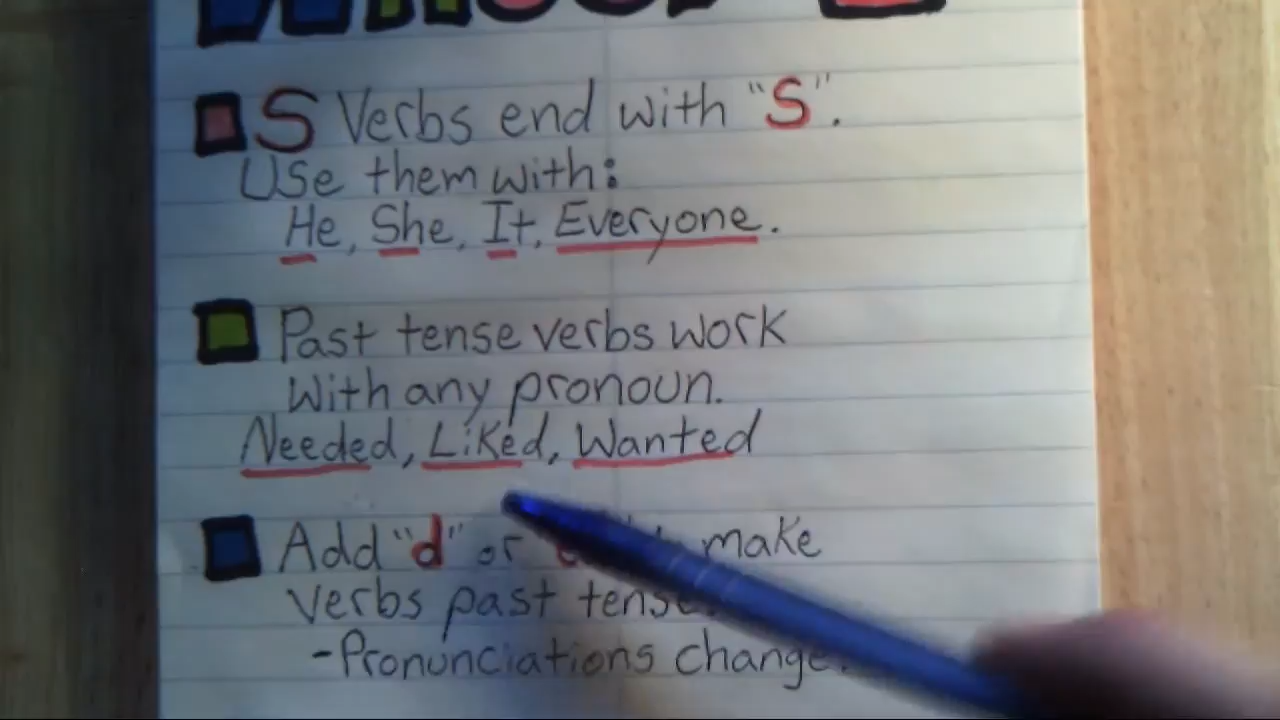 S Verbs end with "S".
Use them with:
He, She, It, Everyone.
Past tense verbs work
With any pronoun.
Needed, Liked, Wanted
Add "d" or make
verbs past tense.
-Pronunciations change.